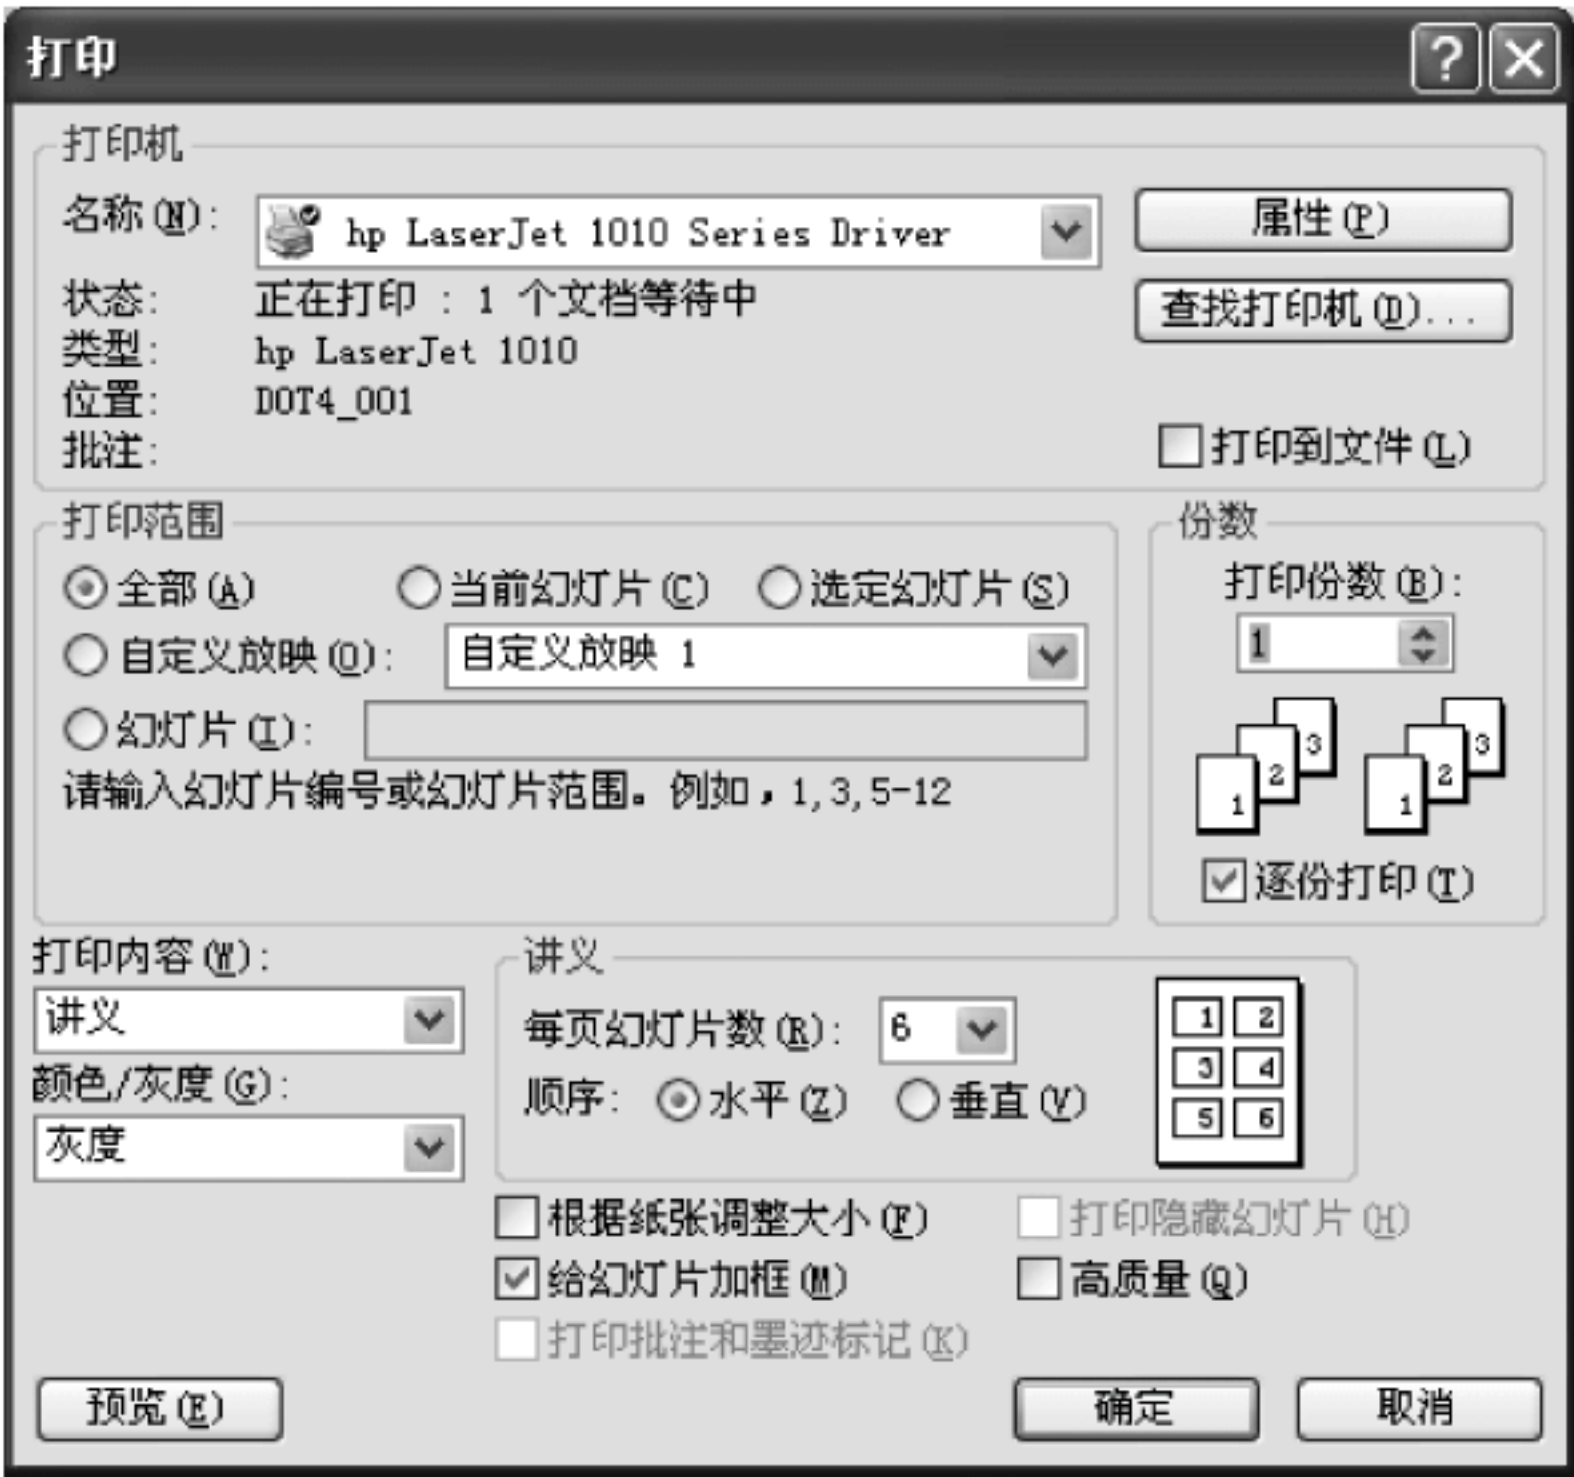 打印
打印机
名称(N): hp LaserJet 1010 Series Driver 属性(P)
状态: 正在打印 : 1 个文档等待中 查找打印机(D)...
类型: hp LaserJet 1010
位置: DOT4_001
批注: 打印到文件(L)
打印范围 份数
全部(A) 当前幻灯片(C) 选定幻灯片(S) 打印份数(B):
自定义放映(O): 自定义放映 1 1
幻灯片(I):
请输入幻灯片编号或幻灯片范围。例如，1,3,5-12
1 2 3 1 2 3
逐份打印(T)
打印内容(W): 讲义
讲义 每页幻灯片数(R): 6 1 2
颜色/灰度(G): 3 4
灰度 顺序: 水平(Z) 垂直(V) 5 6
根据纸张调整大小(F) 打印隐藏幻灯片(H)
给幻灯片加框(M) 高质量(Q)
打印批注和墨迹标记(K)
预览(E) 确定 取消